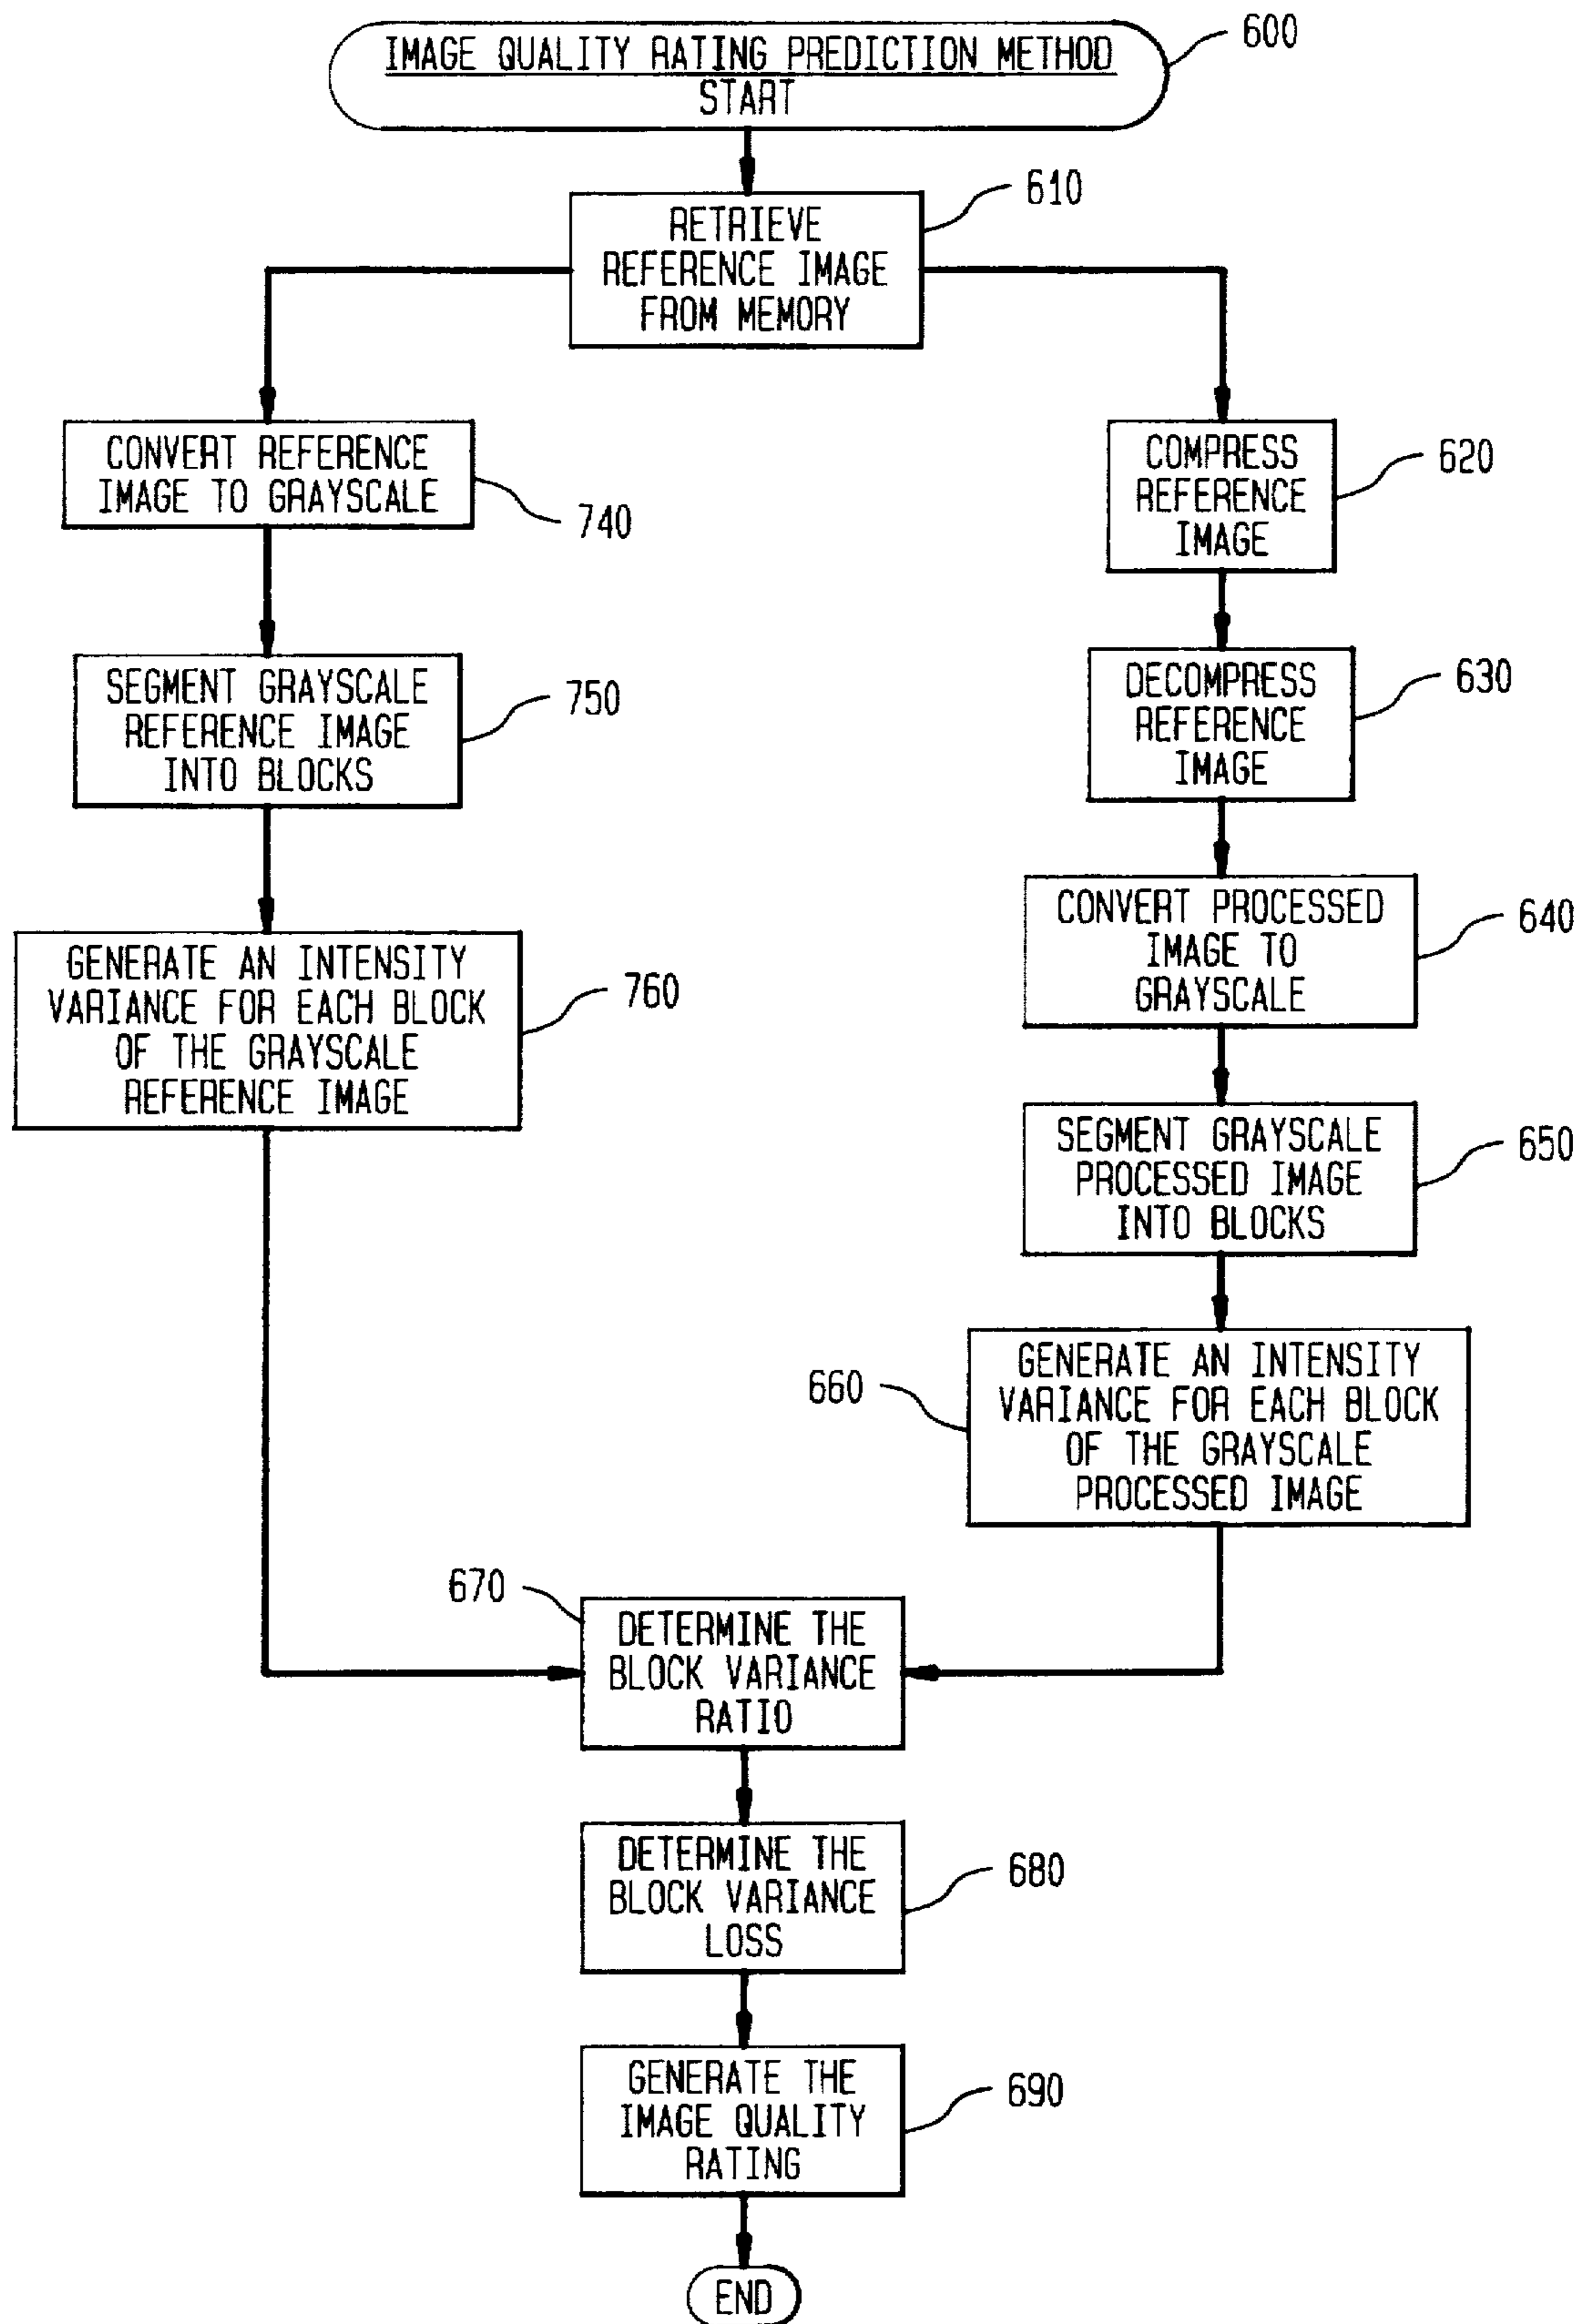 IMAGE QUALITY RATING PREDICTION METHOD
START
600
RETRIEVE
REFERENCE IMAGE
FROM MEMORY
610
CONVERT REFERENCE
IMAGE TO GRAYSCALE
740
COMPRESS
REFERENCE
IMAGE
620
SEGMENT GRAYSCALE
REFERENCE IMAGE
INTO BLOCKS
750
DECOMPRESS
REFERENCE
IMAGE
630
GENERATE AN INTENSITY
VARIANCE FOR EACH BLOCK
OF THE GRAYSCALE
REFERENCE IMAGE
760
CONVERT PROCESSED
IMAGE TO
GRAYSCALE
640
SEGMENT GRAYSCALE
PROCESSED IMAGE
INTO BLOCKS
650
660
GENERATE AN INTENSITY
VARIANCE FOR EACH BLOCK
OF THE GRAYSCALE
PROCESSED IMAGE
670
DETERMINE THE
BLOCK VARIANCE
RATIO
DETERMINE THE
BLOCK VARIANCE
LOSS
680
GENERATE THE
IMAGE QUALITY
RATING
690
END